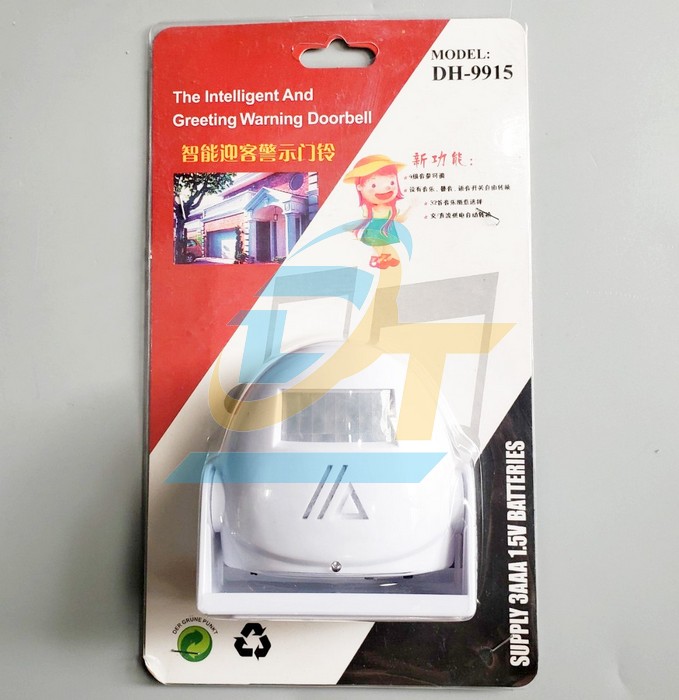 MODEL:
DH-9915
The Intelligent And
Greeting Warning Doorbell
智能迎客警示门铃
新功能:
SUPPLY 3AAA 1.5V BATTERIES
DER GRÜNE PUNKT